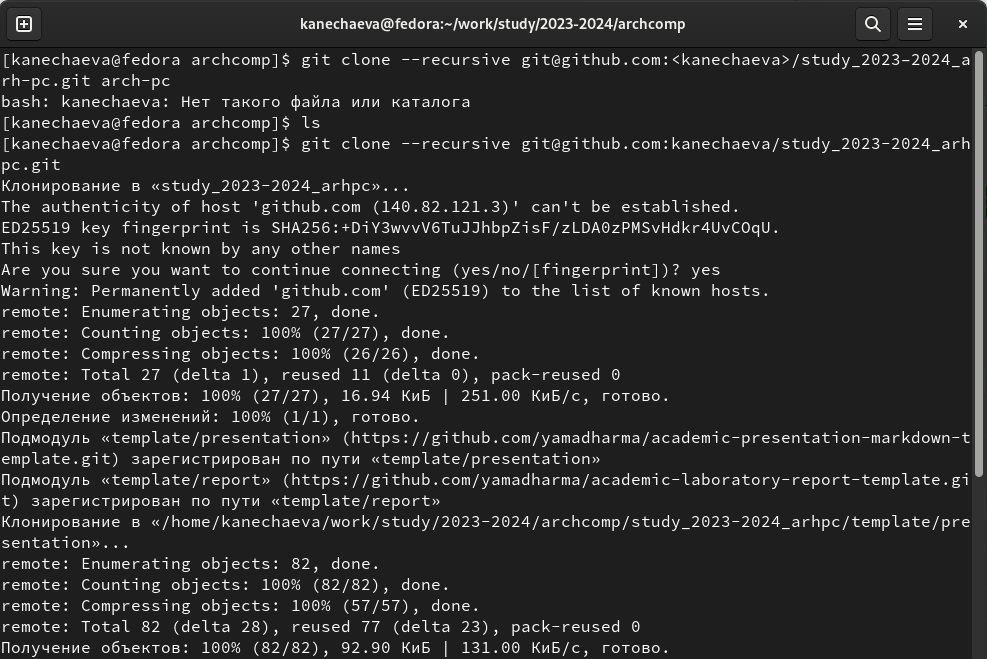 kanechaeva@fedora:~/work/study/2023-2024/archcomp
[kanechaeva@fedora archcomp]$ git clone --recursive git@github.com:<kanechaeva>/study_2023-2024_a
rh-pc.git arch-pc
bash: kanechaeva: Нет такого файла или каталога
[kanechaeva@fedora archcomp]$ ls
[kanechaeva@fedora archcomp]$ git clone --recursive git@github.com:kanechaeva/study_2023-2024_arh
pc.git
Клонирование в «study_2023-2024_arhpc»...
The authenticity of host 'github.com (140.82.121.3)' can't be established.
ED25519 key fingerprint is SHA256:+DiY3wvvV6TuJJhbpZisF/zLDA0zPMSvHdkr4UvCOqU.
This key is not known by any other names
Are you sure you want to continue connecting (yes/no/[fingerprint])? yes
Warning: Permanently added 'github.com' (ED25519) to the list of known hosts.
remote: Enumerating objects: 27, done.
remote: Counting objects: 100% (27/27), done.
remote: Compressing objects: 100% (26/26), done.
remote: Total 27 (delta 1), reused 11 (delta 0), pack-reused 0
Получение объектов: 100% (27/27), 16.94 КиБ | 251.00 КиБ/с, готово.
Определение изменений: 100% (1/1), готово.
Подмодуль «template/presentation» (https://github.com/yamadharma/academic-presentation-markdown-t
emplate.git) зарегистрирован по пути «template/presentation»
Подмодуль «template/report» (https://github.com/yamadharma/academic-laboratory-report-template.gi
t) зарегистрирован по пути «template/report»
Клонирование в «/home/kanechaeva/work/study/2023-2024/archcomp/study_2023-2024_arhpc/template/pre
sentation»...
remote: Enumerating objects: 82, done.
remote: Counting objects: 100% (82/82), done.
remote: Compressing objects: 100% (57/57), done.
remote: Total 82 (delta 28), reused 77 (delta 23), pack-reused 0
Получение объектов: 100% (82/82), 92.90 КиБ | 131.00 КиБ/с, готово.